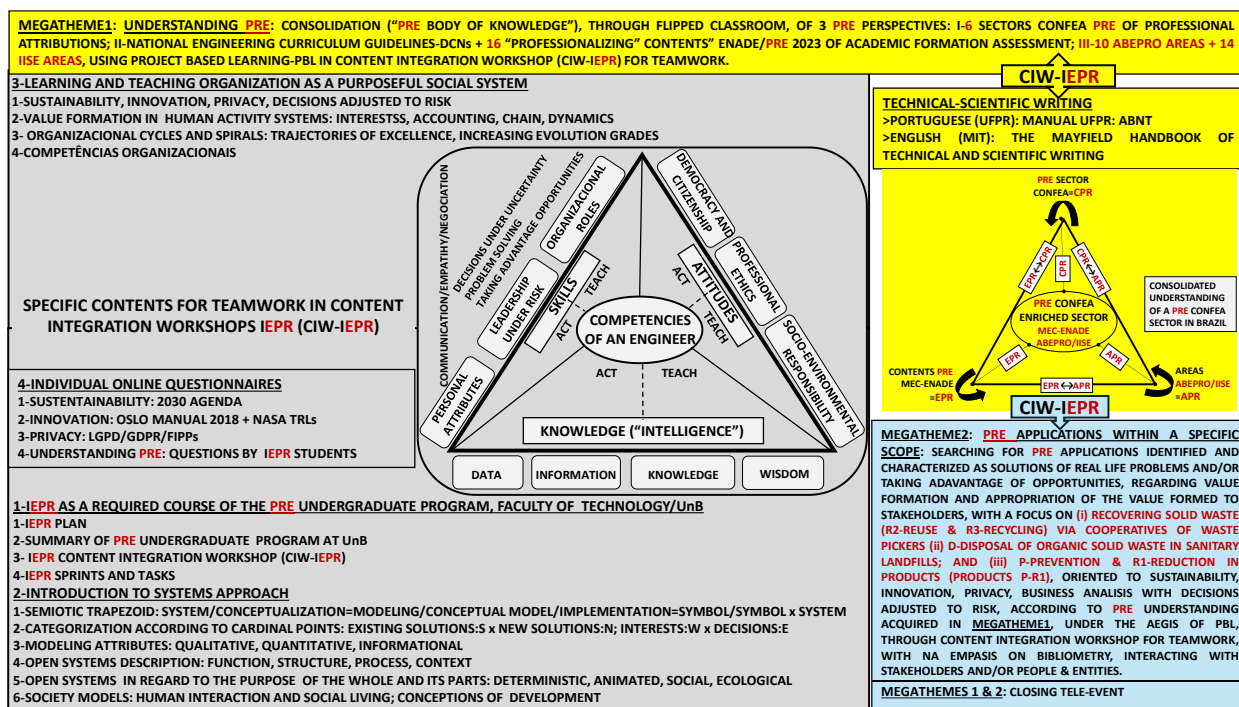 MEGATHEME1: UNDERSTANDING PRE: CONSOLIDATION ("PRE BODY OF KNOWLEDGE"), THROUGH FLIPPED CLASSROOM, OF 3 PRE PERSPECTIVES: I-6 SECTORS CONFEA PRE OF PROFESSIONAL
ATTRIBUTIONS; II-NATIONAL ENGINEERING CURRICULUM GUIDELINES-DCNs + 16 "PROFESSIONALIZING" CONTENTS" ENADE/PRE 2023 OF ACADEMIC FORMATION ASSESSMENT; III-10 ABEPRO AREAS + 14
IISE AREAS, USING PROJECT BASED LEARNING-PBL IN CONTENT INTEGRATION WORKSHOP (CIW-IEPR) FOR TEAMWORK.
CIW-IEPR
3-LEARNING AND TEACHING ORGANIZATION AS A PURPOSEFUL SOCIAL SYSTEM
1-SUSTAINABILITY, INNOVATION, PRIVACY, DECISIONS ADJUSTED TO RISK
2-VALUE FORMATION IN HUMAN ACTIVITY SYSTEMS: INTERESTSS, ACCOUNTING, CHAIN, DYNAMICS
3- ORGANIZACIONAL CYCLES AND SPIRALS: TRAJECTORIES OF EXCELLENCE, INCREASING EVOLUTION GRADES
4-COMPETÊNCIAS ORGANIZACIONAIS
SPECIFIC CONTENTS FOR TEAMWORK IN CONTENT
INTEGRATION WORKSHOPS IEPR (CIW-IEPR)
4-INDIVIDUAL ONLINE QUESTIONNAIRES
1-SUSTENTAINABILITY: 2030 AGENDA
2-INNOVATION: OSLO MANUAL 2018 + NASA TRLs
3-PRIVACY: LGPD/GDPR/FIPPs
4-UNDERSTANDING PRE: QUESTIONS BY IEPR STUDENTS
COMMUNICATION/EMPATIHY/NEGOCIATION
DECISIONS UNDER UNCERTAINTY
PROBLEM SOLVING
TAKING ADVANTAGE OPPORTUNITIES
PERSONAL
ATTRIBUTES
LEADERSHIP
UNDER RISK
ORGANIZACIONAL
ROLES
SKILLS
ACT
TEACH
DEMOCRACY AND
CITIZENSHIP
PROFESSIONAL
ETHICS
SOCIO-ENVIRONMENTAL
RESPONSIBILITY
ATTITUDES
ACT
TEACH
COMPETENCIES
OF AN ENGINEER
ACT
TEACH
KNOWLEDGE ("INTELLIGENCE")
DATA
INFORMATION
KNOWLEDGE
WISDOM
1-IEPR AS A REQUIRED COURSE OF THE PRE UNDERGRADUATE PROGRAM, FACULTY OF TECHNOLOGY/UnB
1-IEPR PLAN
2-SUMMARY OF PRE UNDERGRADUATE PROGRAM AT UnB
3- IEPR CONTENT INTEGRATION WORKSHOP (CIW-IEPR)
4-IEPR SPRINTS AND TASKS
2-INTRODUCTION TO SYSTEMS APPROACH
1-SEMIOTIC TRAPEZOID: SYSTEM/CONCEPTUALIZATION=MODELING/CONCEPTUAL MODEL/IMPLEMENTATION=SYMBOL/SYMBOL x SYSTEM
2-CATEGORIZATION ACCORDING TO CARDINAL POINTS: EXISTING SOLUTIONS:S x NEW SOLUTIONS:N; INTERESTS:W x DECISIONS:E
3-MODELING ATTRIBUTES: QUALITATIVE, QUANTITATIVE, INFORMATIONAL
4-OPEN SYSTEMS DESCRIPTION: FUNCTION, STRUCTURE, PROCESS, CONTEXT
5-OPEN SYSTEMS IN REGARD TO THE PURPOSE OF THE WHOLE AND ITS PARTS: DETERMINISTIC, ANIMATED, SOCIAL, ECOLOGICAL
6-SOCIETY MODELS: HUMAN INTERACTION AND SOCIAL LIVING; CONCEPTIONS OF DEVELOPMENT
TECHNICAL-SCIENTIFIC WRITING
>PORTUGUESE (UFPR): MANUAL UFPR: ABNT
>ENGLISH (MIT): THE MAYFIELD HANDBOOK OF
TECHNICAL AND SCIENTIFIC WRITING
PRE SECTOR
CONFEA=CPR
EPR↔CPR
CPR
CPR↔APR
PRE CONFEA
ENRICHED SECTOR
MEC-ENADE
ABEPRO/IISE
CONSOLIDATED
UNDERSTANDING
OF A PRE CONFEA
SECTOR IN BRAZIL
EPR
APR
CONTENTS PRE
MEC-ENADE
=EPR
EPR↔APR
AREAS
ABEPRO/IISE
=APR
CIW-IEPR
MEGATHEME2: PRE APPLICATIONS WITHIN A SPECIFIC
SCOPE: SEARCHING FOR PRE APPLICATIONS IDENTIFIED AND
CHARACTERIZED AS SOLUTIONS OF REAL LIFE PROBLEMS AND/OR
TAKING ADAVANTAGE OF OPPORTUNITIES, REGARDING VALUE
FORMATION AND APPROPRIATION OF THE VALUE FORMED TO
STAKEHOLDERS, WITH A FOCUS ON (i) RECOVERING SOLID WASTE
(R2-REUSE & R3-RECYCLING) VIA COOPERATIVES OF WASTE
PICKERS (ii) D-DISPOSAL OF ORGANIC SOLID WASTE IN SANITARY
LANDFILLS; AND (iii) P-PREVENTION & R1-REDUCTION IN
PRODUCTS (PRODUCTS P-R1), ORIENTED TO SUSTAINABILITY,
INNOVATION, PRIVACY, BUSINESS ANALISIS WITH DECISIONS
ADJUSTED TO RISK, ACCORDING TO PRE UNDERSTANDING
ACQUIRED IN MEGATHEME1, UNDER THE AEGIS OF PBL,
THROUGH CONTENT INTEGRATION WORKSHOP FOR TEAMWORK,
WITH NA EMPASIS ON BIBLIOMETRY, INTERACTING WITH
STAKEHOLDERS AND/OR PEOPLE & ENTITIES.
MEGATHEMES 1 & 2: CLOSING TELE-EVENT